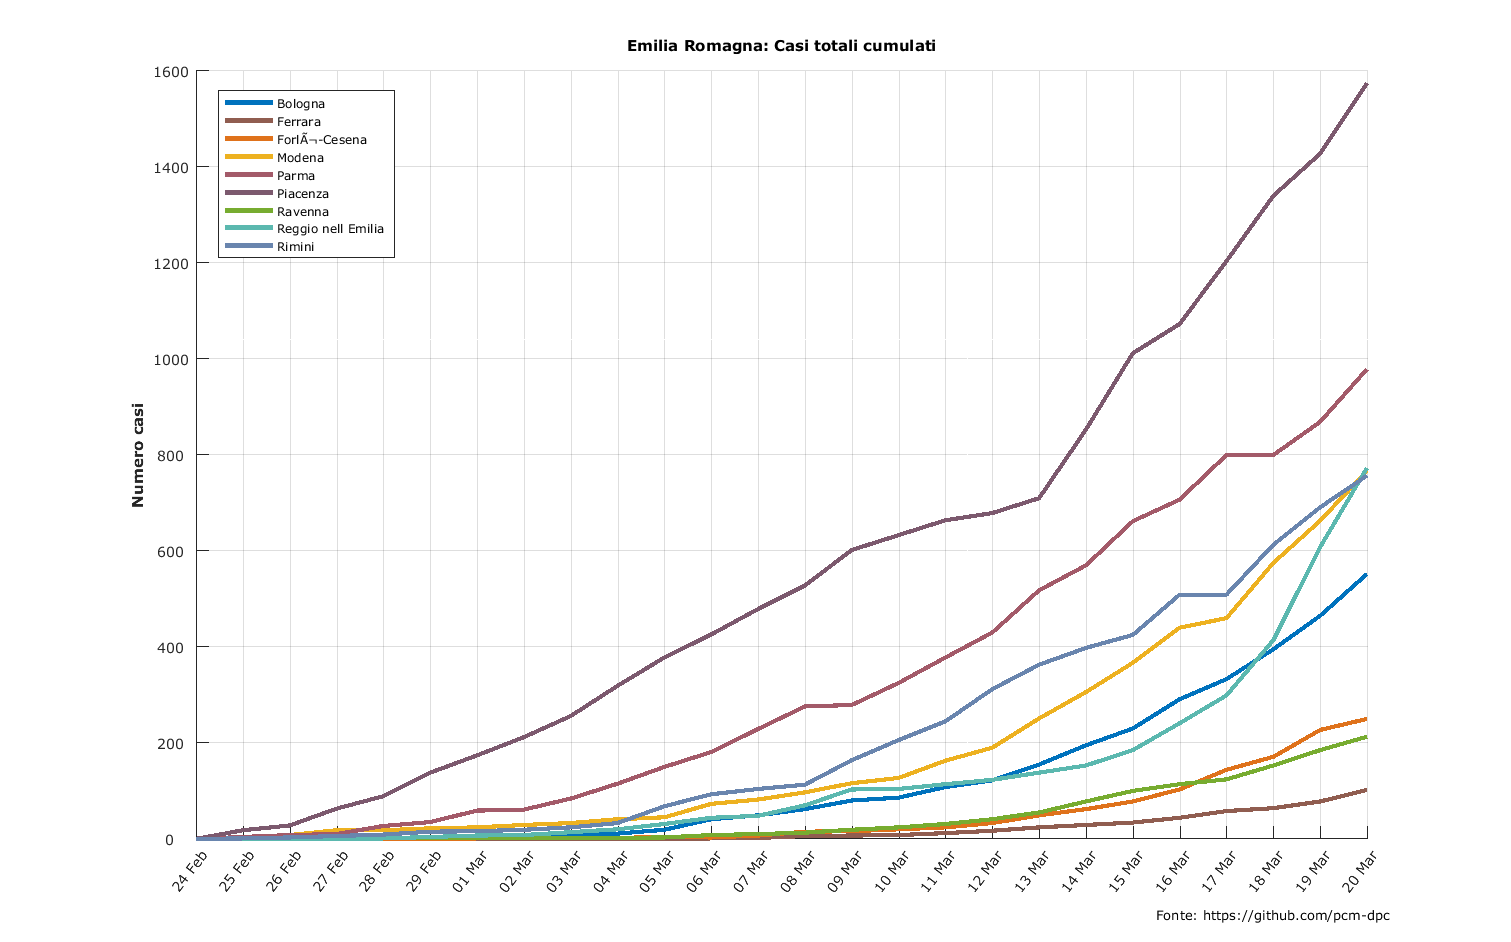 Emilia Romagna: Casi totali cumulati
1600
1400
1200
1000
800
600
400
200
0
Numero casi
Bologna
Ferrara
ForlÃ¬-Cesena
Modena
Parma
Piacenza
Ravenna
Reggio nell Emilia
Rimini
24 Feb
25 Feb
26 Feb
27 Feb
28 Feb
29 Feb
01 Mar
02 Mar
03 Mar
04 Mar
05 Mar
06 Mar
07 Mar
08 Mar
09 Mar
10 Mar
11 Mar
12 Mar
13 Mar
14 Mar
15 Mar
16 Mar
17 Mar
18 Mar
19 Mar
20 Mar
Fonte: https://github.com/pcm-dpc